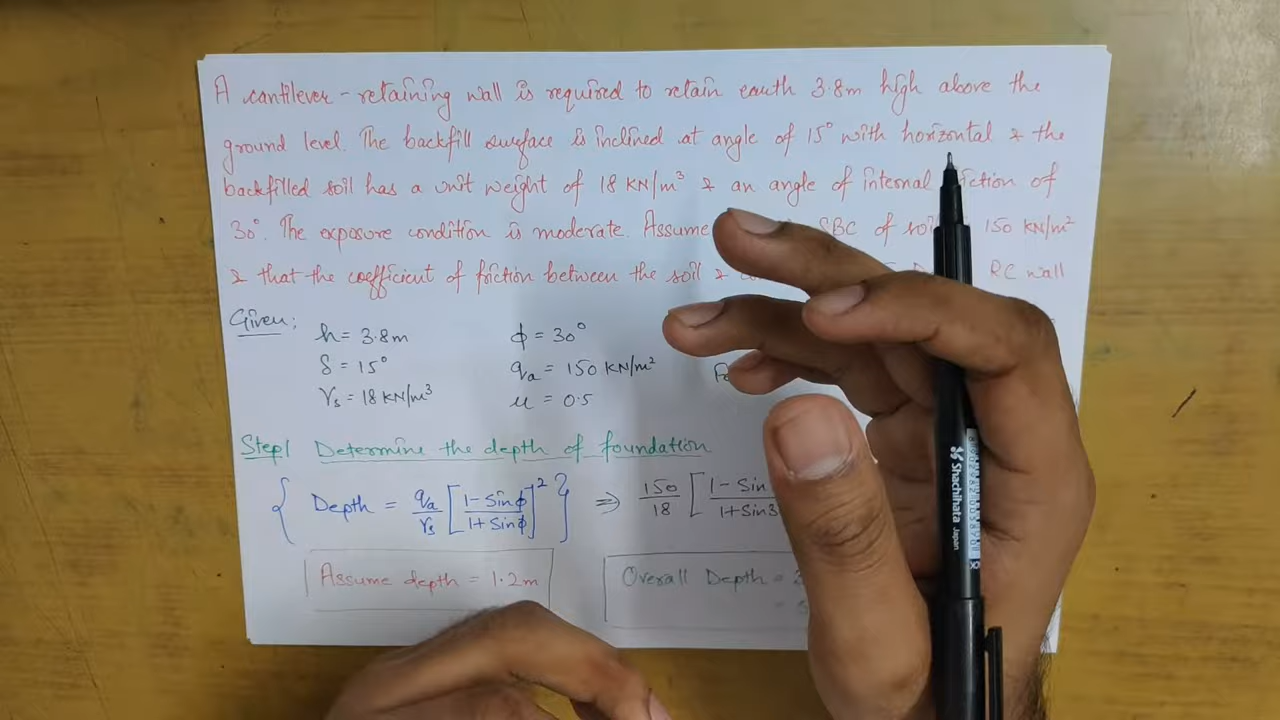 A cantilever-retaining wall is required to retain earth 3.8m high above the
ground level. The backfill surface is inclined at angle of 15° with horizontal & the
backfilled soil has a unit weight of 18 KN/m³ & an angle of internal of
30°. The exposure condition is moderate. Assume SBC of 150 KN/m²
& that the coefficient of friction between the soil & RC wall
Given;
h = 3.8m
ϕ = 30°
δ = 15°
qa = 150 KN/m²
γs = 18 KN/m³
μ = 0.5
Step1 Determine the depth of foundation
{ Depth = qa/γs [1-Sinϕ/1+Sinϕ]² } ⇒ 150/18 [1-Sin/1+Sin3
Assume depth = 1.2m
Overall Depth =
=
Shachihata Japan